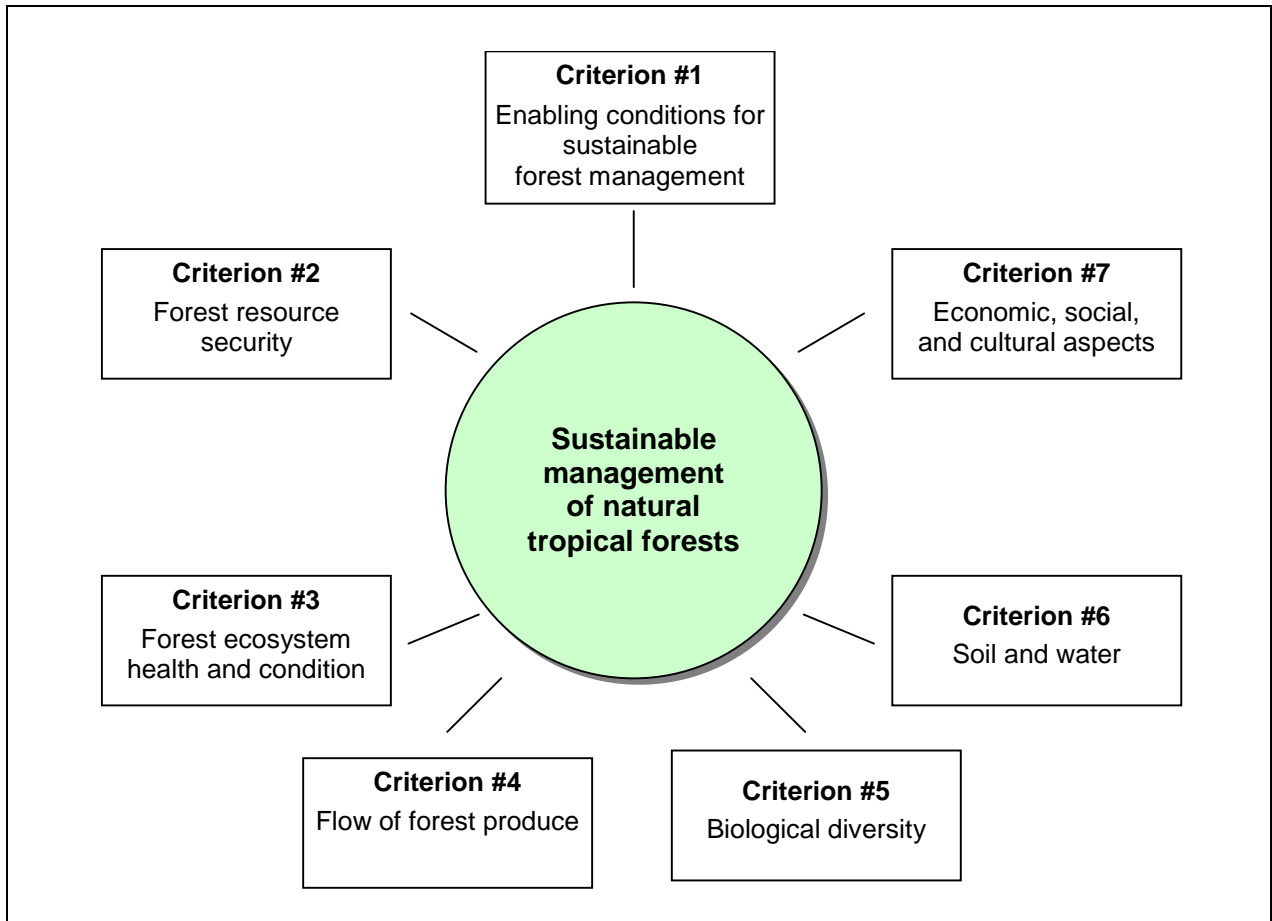 Criterion #1
Enabling conditions for
sustainable
forest management
Criterion #2
Forest resource
security
Criterion #7
Economic, social,
and cultural aspects
Sustainable
management
of natural
tropical forests
Criterion #3
Forest ecosystem
health and condition
Criterion #6
Soil and water
Criterion #4
Flow of forest produce
Criterion #5
Biological diversity